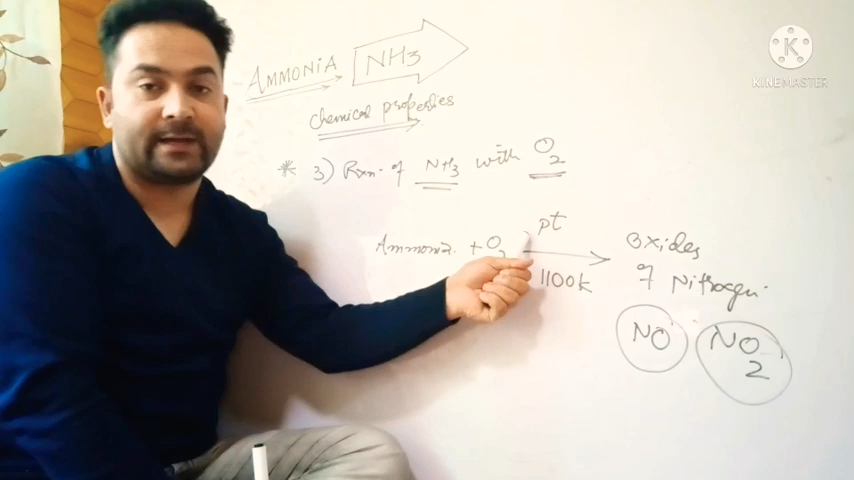 AMMONIA NH3
chemical properties
* 3) Rxn. of NH3 with O2
Ammonia + O2 pt 1100k oxides
of Nitrogen.
NO NO2
K
KINEMASTER